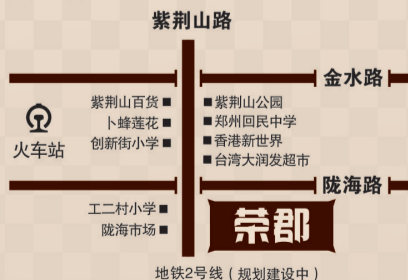 紫荆山路
金水路
紫荆山百货
卜蜂莲花
创新街小学
火车站
紫荆山公园
郑州回民中学
香港新世界
台湾大润发超市
陇海路
工二村小学
陇海市场
荣郡
地铁2号线（规划建设中）